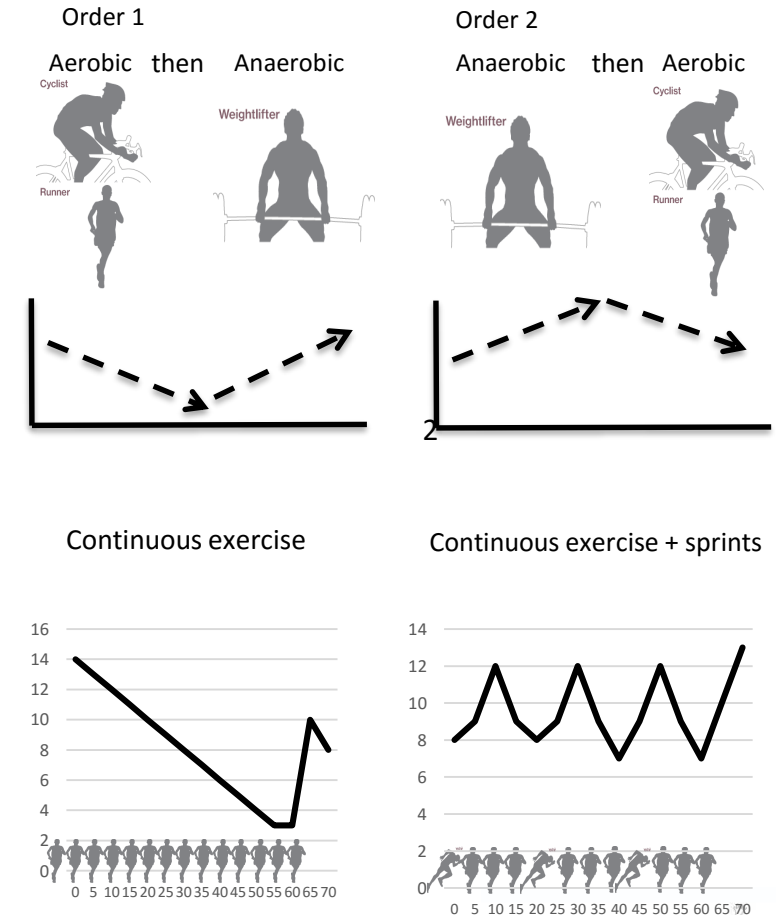 Order 1
Aerobic then Anaerobic
Cyclist
Weightlifter
Runner
Order 2
Anaerobic then Aerobic
Cyclist
Weightlifter
Runner
2
Continuous exercise
16
14
12
10
8
6
4
2
0
0 5 10 15 20 25 30 35 40 45 50 55 60 65 70
Continuous exercise + sprints
14
12
10
8
6
4
2
0
0 5 10 15 20 25 30 35 40 45 50 55 60 65 70